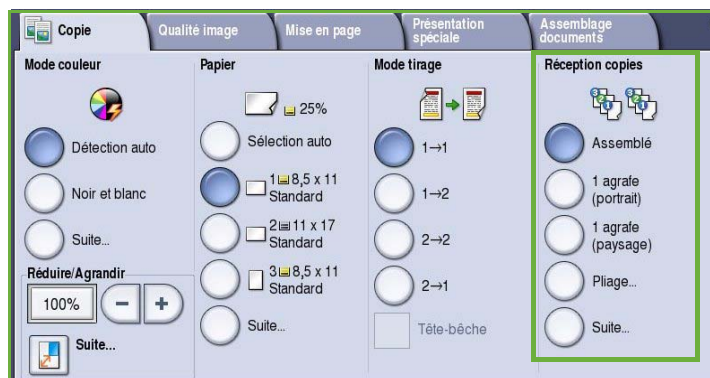 Copie
Qualité image
Mise en page
Présentation
spéciale
Assemblage
documents
Mode couleur
Détection auto
Noir et blanc
Suite...
Réduire/Agrandir
100%
Suite...
Papier
25%
Sélection auto
1 8,5 x 11
Standard
2 11 x 17
Standard
3 8,5 x 11
Standard
Suite...
Mode tirage
1→1
1→2
2→2
2→1
Tête-bêche
Réception copies
Assemblé
1 agrafe
(portrait)
1 agrafe
(paysage)
Pliage...
Suite...